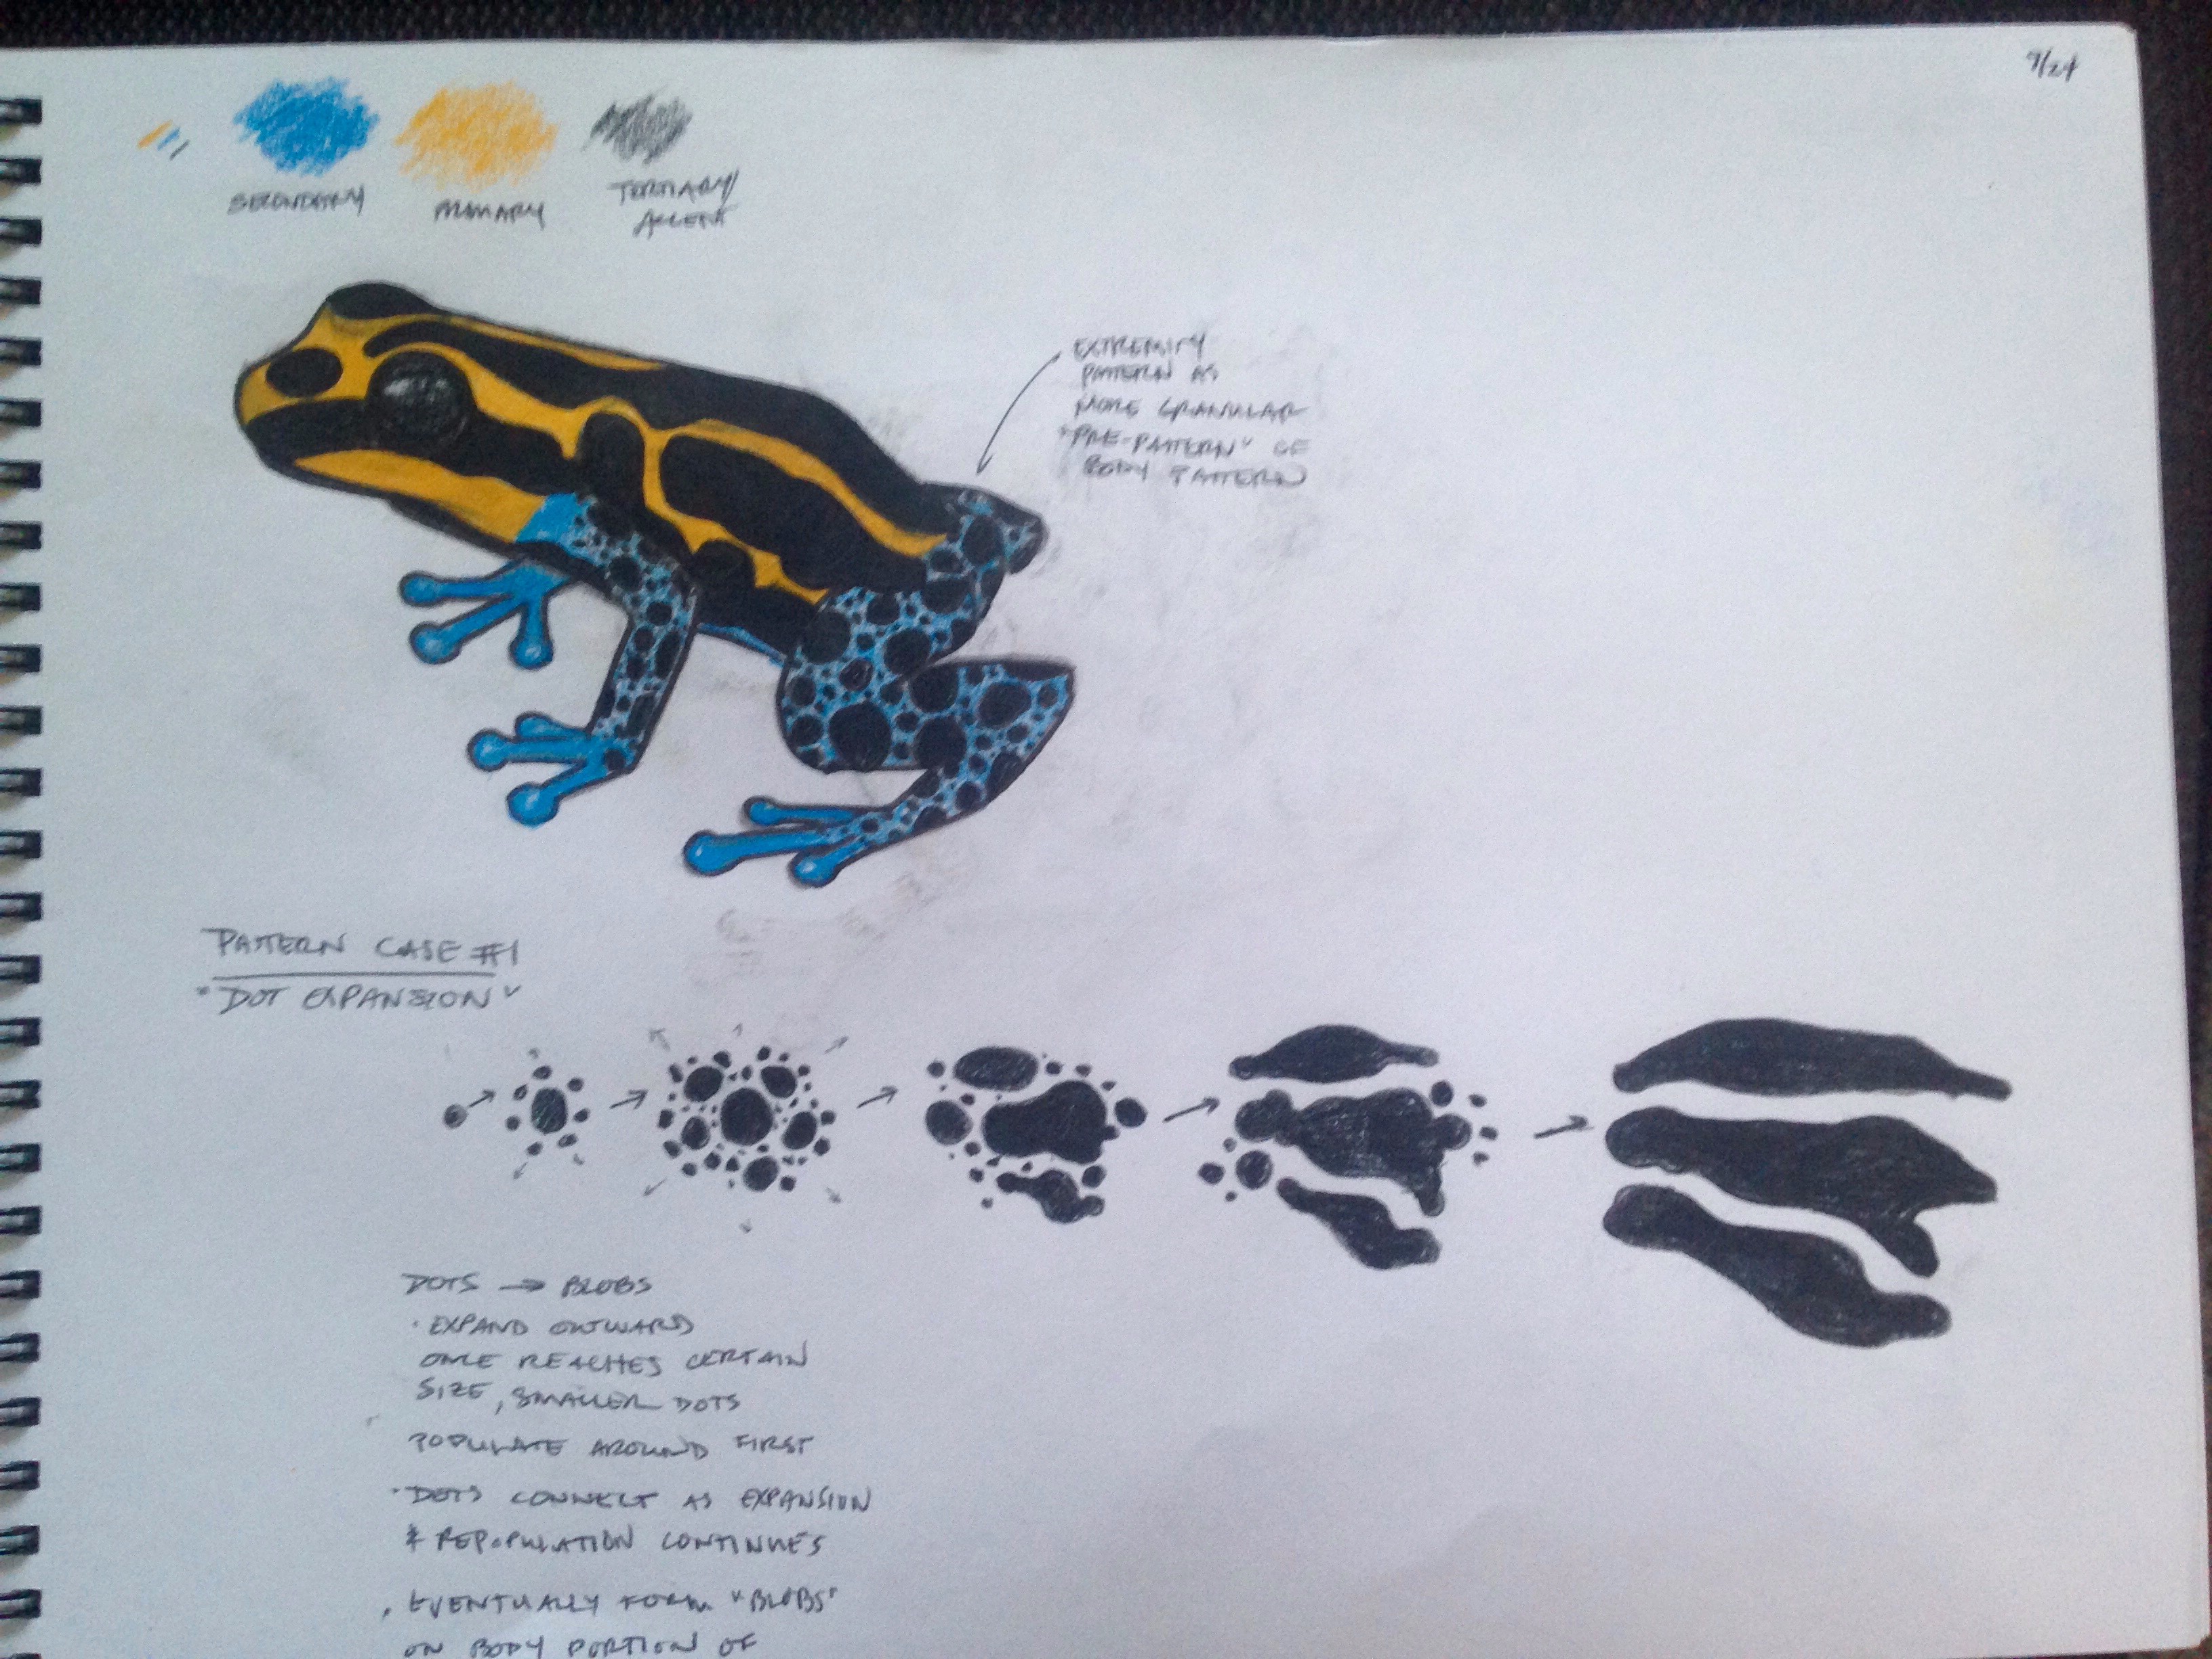 9/24
SECONDARY
PRIMARY
TERTIARY/
ACCENT
EXTREMITY
PATTERN AS
MORE GRANULAR
"PRE-PATTERN" OF
BODY PATTERN
PATTERN CASE #1
"DOT EXPANSION"
DOTS → BLOBS
· EXPAND OUTWARD
ONCE REACHES CERTAIN
SIZE, SMALLER DOTS
POPULATE AROUND FIRST
· DOTS CONNECT AS EXPANSION
& REPOPULATION CONTINUES
· EVENTUALLY FORM "BLOBS"
ON BODY PORTION OF